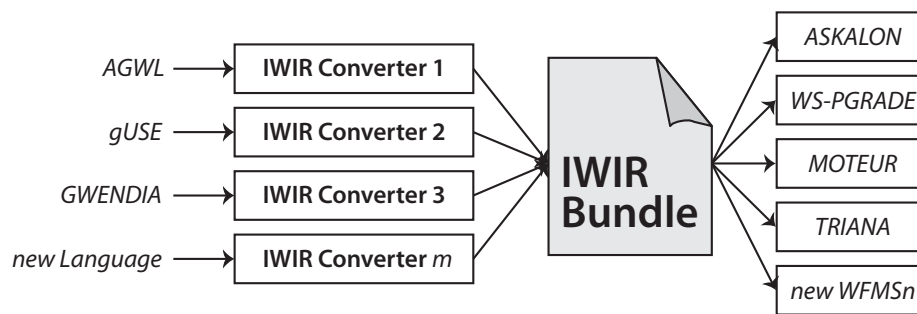 AGWL
IWIR Converter 1
gUSE
IWIR Converter 2
GWENDIA
IWIR Converter 3
new Language
IWIR Converter m
IWIR
Bundle
ASKALON
WS-PGRADE
MOTEUR
TRIANA
new WFMSn